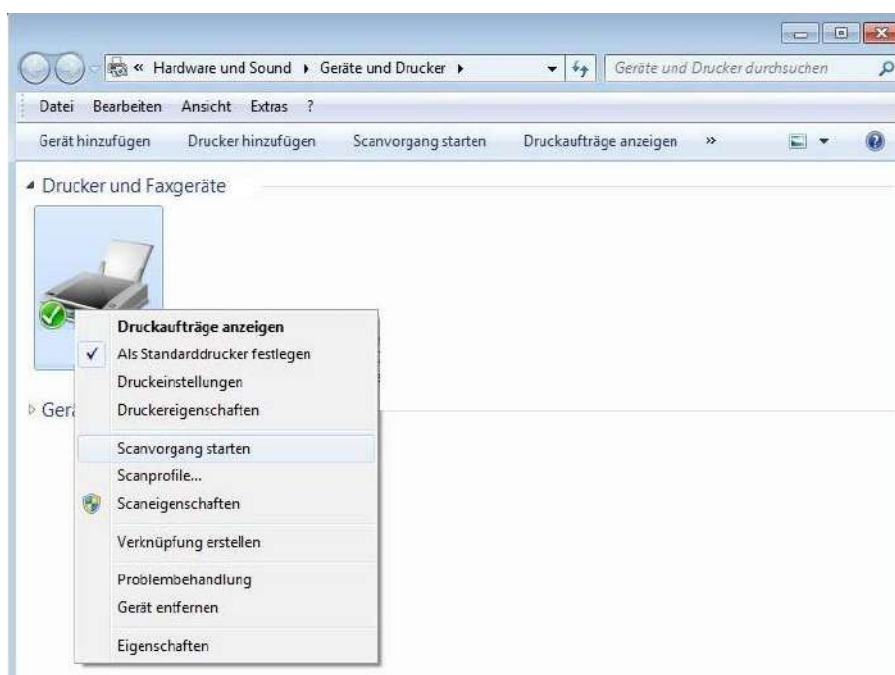 « Hardware und Sound ▸ Geräte und Drucker ▸ Geräte und Drucker durchsuchen
Datei Bearbeiten Ansicht Extras ?
Gerät hinzufügen Drucker hinzufügen Scanvorgang starten Druckaufträge anzeigen »
Drucker und Faxgeräte
Druckaufträge anzeigen
Als Standarddrucker festlegen
Druckeinstellungen
Druckereigenschaften
Scanvorgang starten
Scanprofile...
Scaneigenschaften
Verknüpfung erstellen
Problembehandlung
Gerät entfernen
Eigenschaften